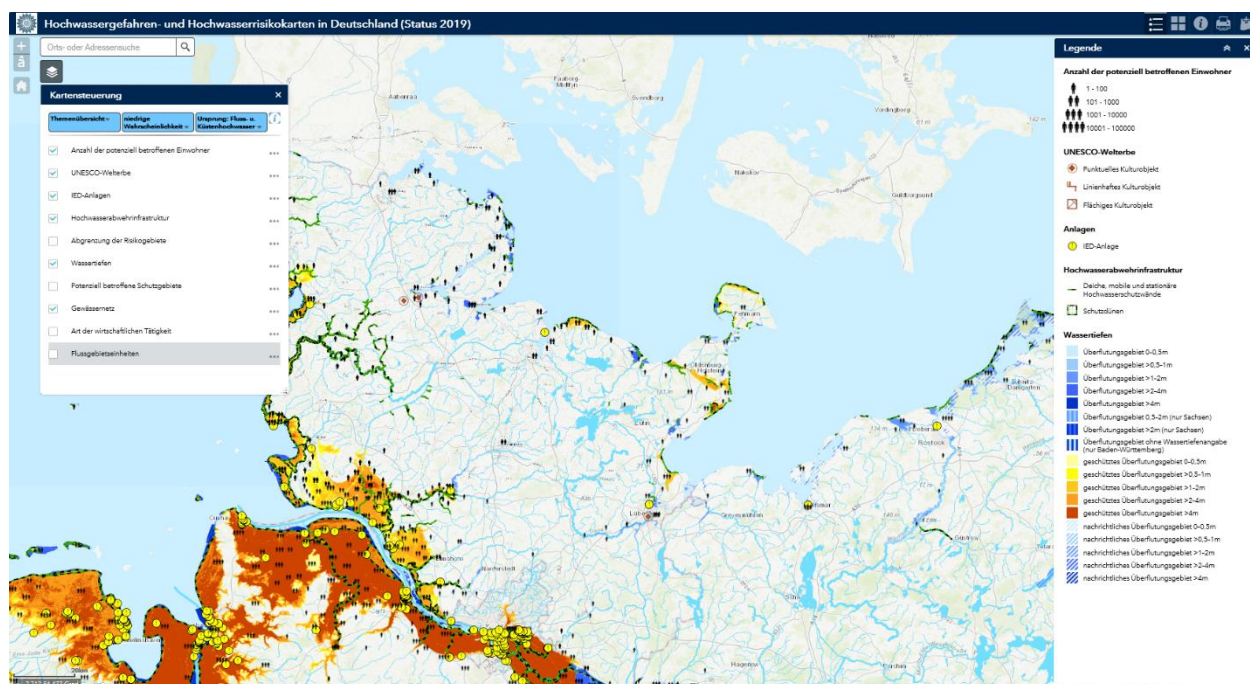 Hochwassergefahren- und Hochwasserrisikokarten in Deutschland (Status 2019)
Orts- oder Adressensuche
Kartensteuerung
Themenübersicht
niedrige
Wahrscheinlichkeit
Ursprung: Fluss- u.
Küstenhochwasser
Anzahl der potenziell betroffenen Einwohner
UNESCO-Welterbe
IED-Anlagen
Hochwasserabwehrinfrastruktur
Abgrenzung der Risikogebiete
Wassertiefen
Potenziell betroffene Schutzgebiete
Gewässernetz
Art der wirtschaftlichen Tätigkeit
Flussgebietseinheiten
Aabenraa
Svendborg
Vordingborg
Nakskov
Guldborgsund
Fehmarn
Oldenburg
Rostock
Wismar
Güstrow
Grevesmühlen
Hagenow
Parchim
20km
Legende
Anzahl der potenziell betroffenen Einwohner
1 - 100
101 - 1000
1001 - 10000
10001 - 100000
UNESCO-Welterbe
Punktuelles Kulturobjekt
Linienhaftes Kulturobjekt
Flächiges Kulturobjekt
Anlagen
IED-Anlage
Hochwasserabwehrinfrastruktur
Deiche, mobile und stationäre
Hochwasserschutzwände
Schutzdünen
Wassertiefen
Überflutungsgebiet 0-0,5m
Überflutungsgebiet >0,5-1m
Überflutungsgebiet >1-2m
Überflutungsgebiet >2-4m
Überflutungsgebiet >4m
Überflutungsgebiet 0,5-2m (nur Sachsen)
Überflutungsgebiet >2m (nur Sachsen)
Überflutungsgebiet ohne Wassertiefenangabe
(nur Baden-Württemberg)
geschütztes Überflutungsgebiet 0-0,5m
geschütztes Überflutungsgebiet >0,5-1m
geschütztes Überflutungsgebiet >1-2m
geschütztes Überflutungsgebiet >2-4m
geschütztes Überflutungsgebiet >4m
nachrichtliches Überflutungsgebiet 0-0,5m
nachrichtliches Überflutungsgebiet >0,5-1m
nachrichtliches Überflutungsgebiet >1-2m
nachrichtliches Überflutungsgebiet >2-4m
nachrichtliches Überflutungsgebiet >4m